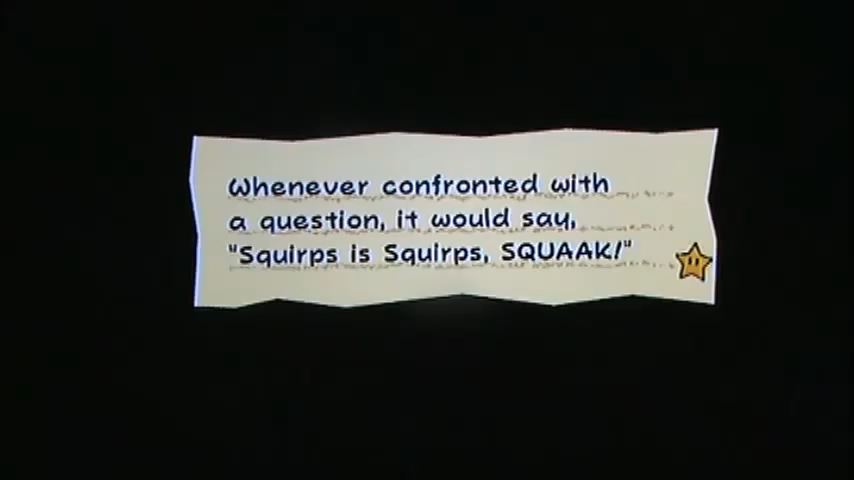 Whenever confronted with
a question, it would say,
"Squirps is Squirps, SQUAAK!"